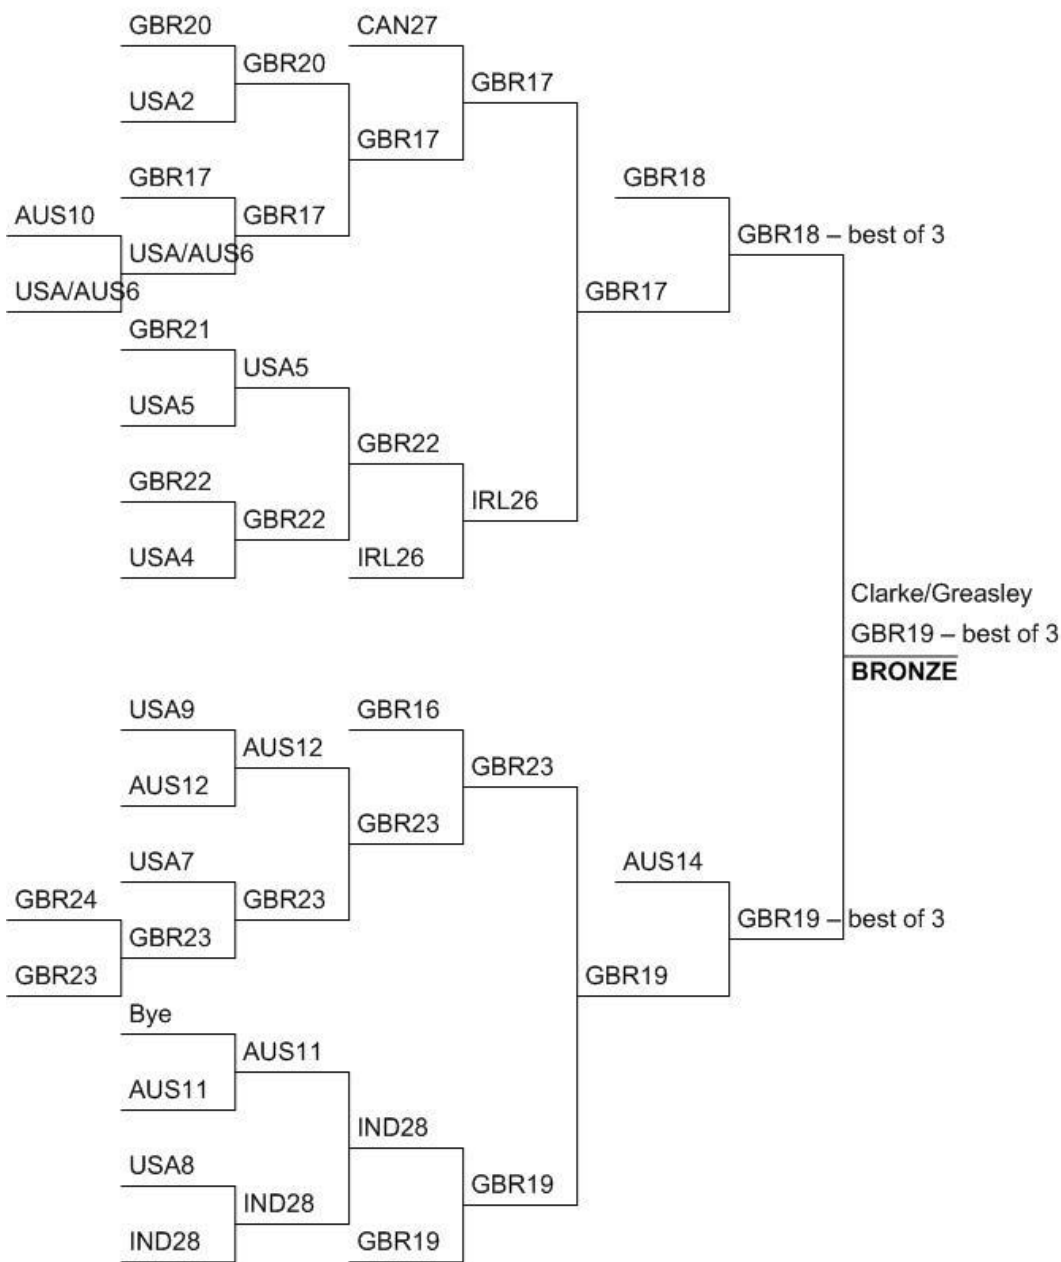 GBR20
CAN27
GBR20
GBR17
USA2
GBR17
GBR17
GBR18
AUS10
GBR17
GBR18 – best of 3
USA/AUS6
USA/AUS6
GBR17
GBR21
USA5
USA5
GBR22
GBR22
IRL26
GBR22
USA4
IRL26
Clarke/Greasley
GBR19 – best of 3
BRONZE
USA9
GBR16
AUS12
GBR23
AUS12
GBR23
USA7
AUS14
GBR24
GBR23
GBR19 – best of 3
GBR23
GBR23
GBR19
Bye
AUS11
AUS11
IND28
USA8
GBR19
IND28
IND28
GBR19